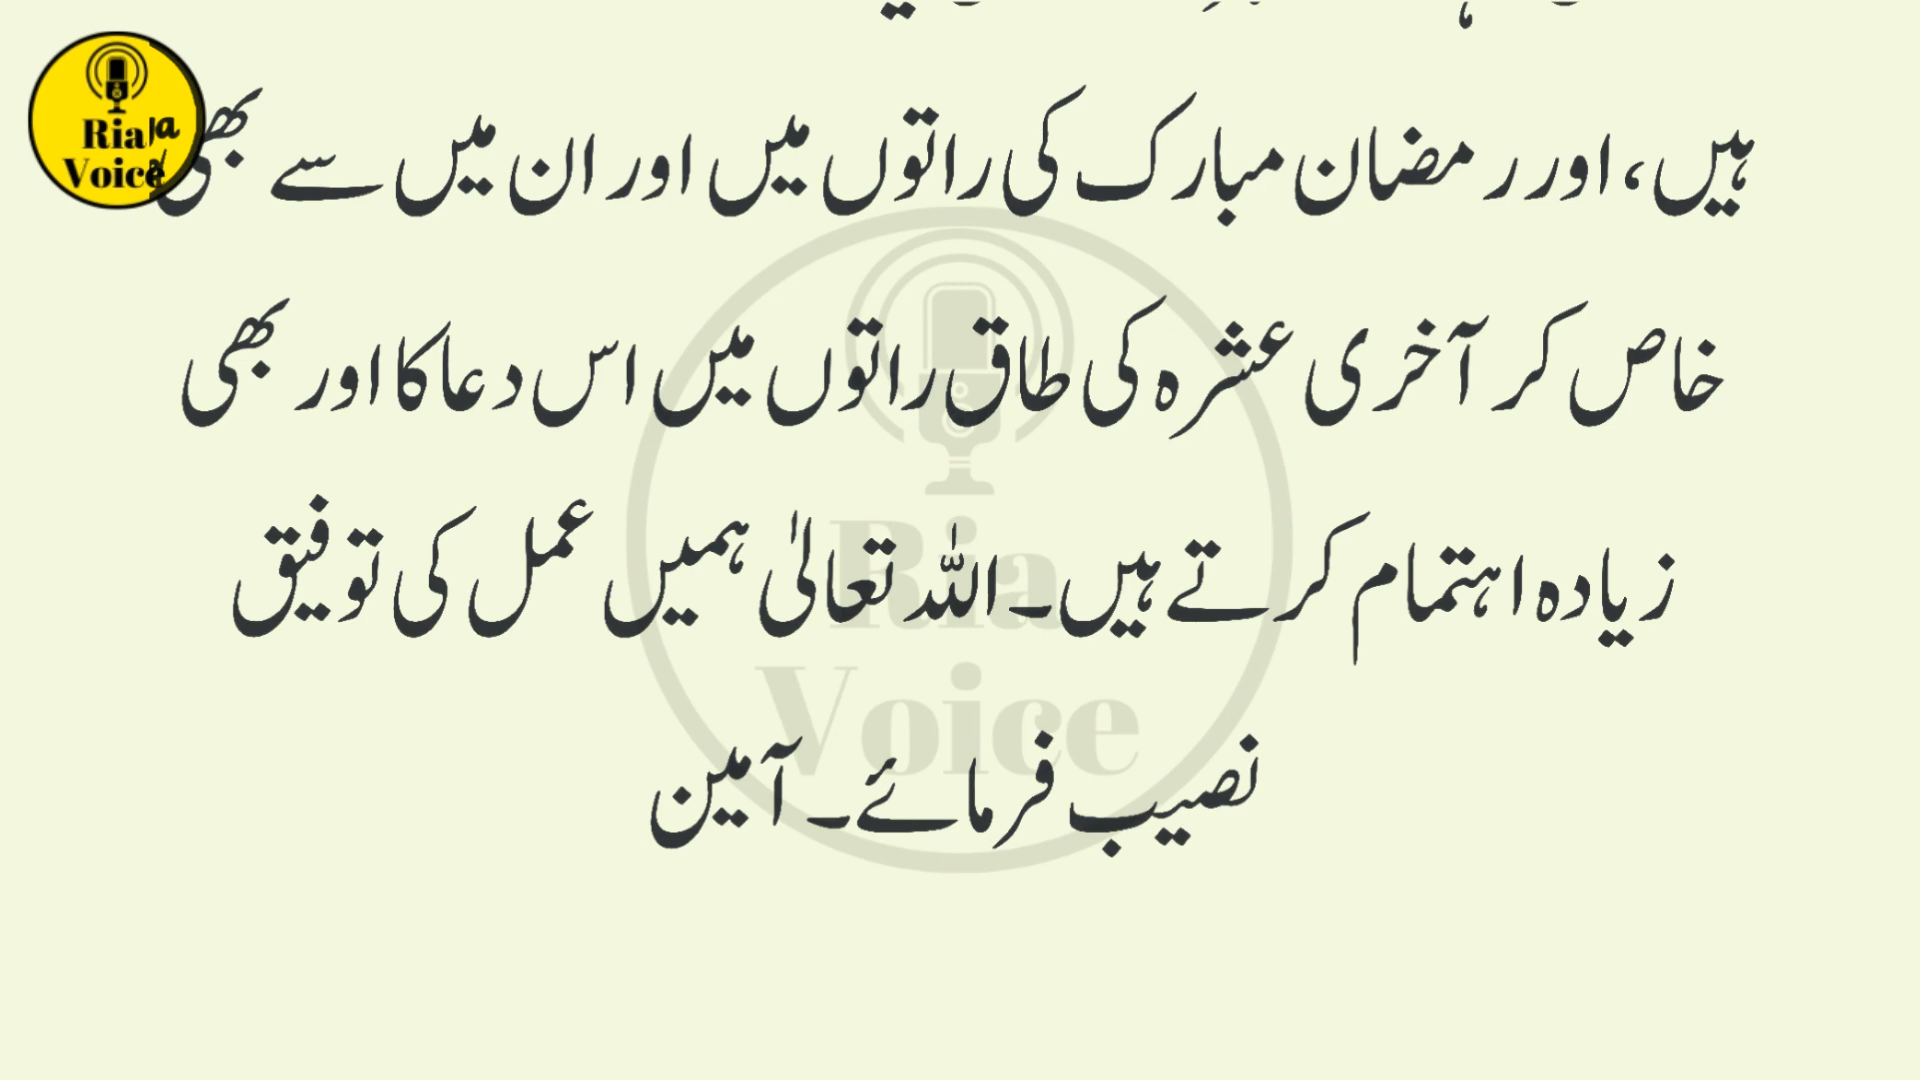 Ria
Voice
ہیں، اور رمضان مبارک کی راتوں میں اور ان میں سے بھی
خاص کر آخری عشرہ کی طاق راتوں میں اس دعا کا اور بھی
زیادہ اہتمام کرتے ہیں۔ اللہ تعالیٰ ہمیں عمل کی توفیق
نصیب فرمائے۔ آمین
Ria
Voice